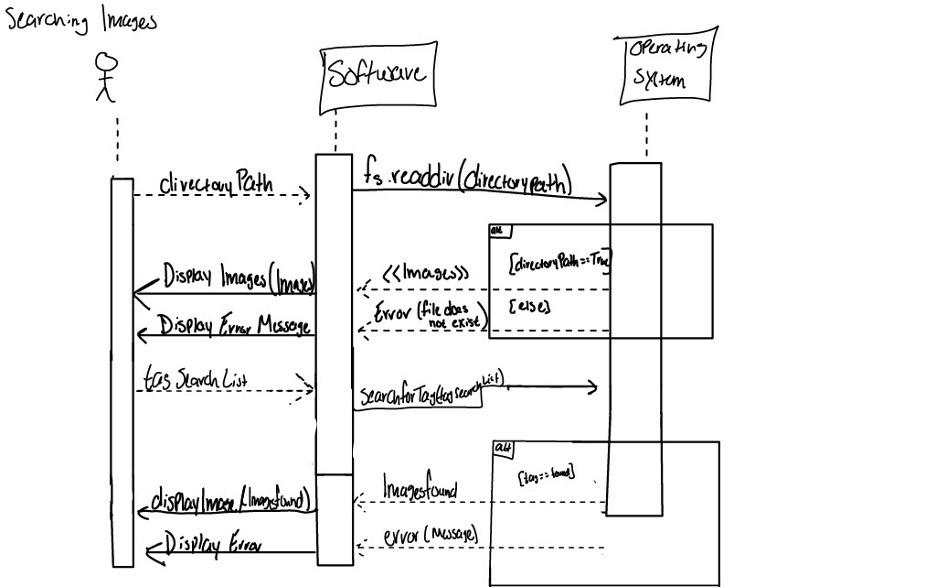 Searching Images
Software
Operating
System
directoryPath
fs.readdir(directorypath)
alt
[directoryPath==True]
<<Images>>
Display Images(Images)
[else]
Error (file does
not exist)
Display Error Message
tag Search List
searchforTag(tagsearchList)
alt
[tag==found]
Imagesfound
displayImage(Imagesfound)
error(Message)
Display Error